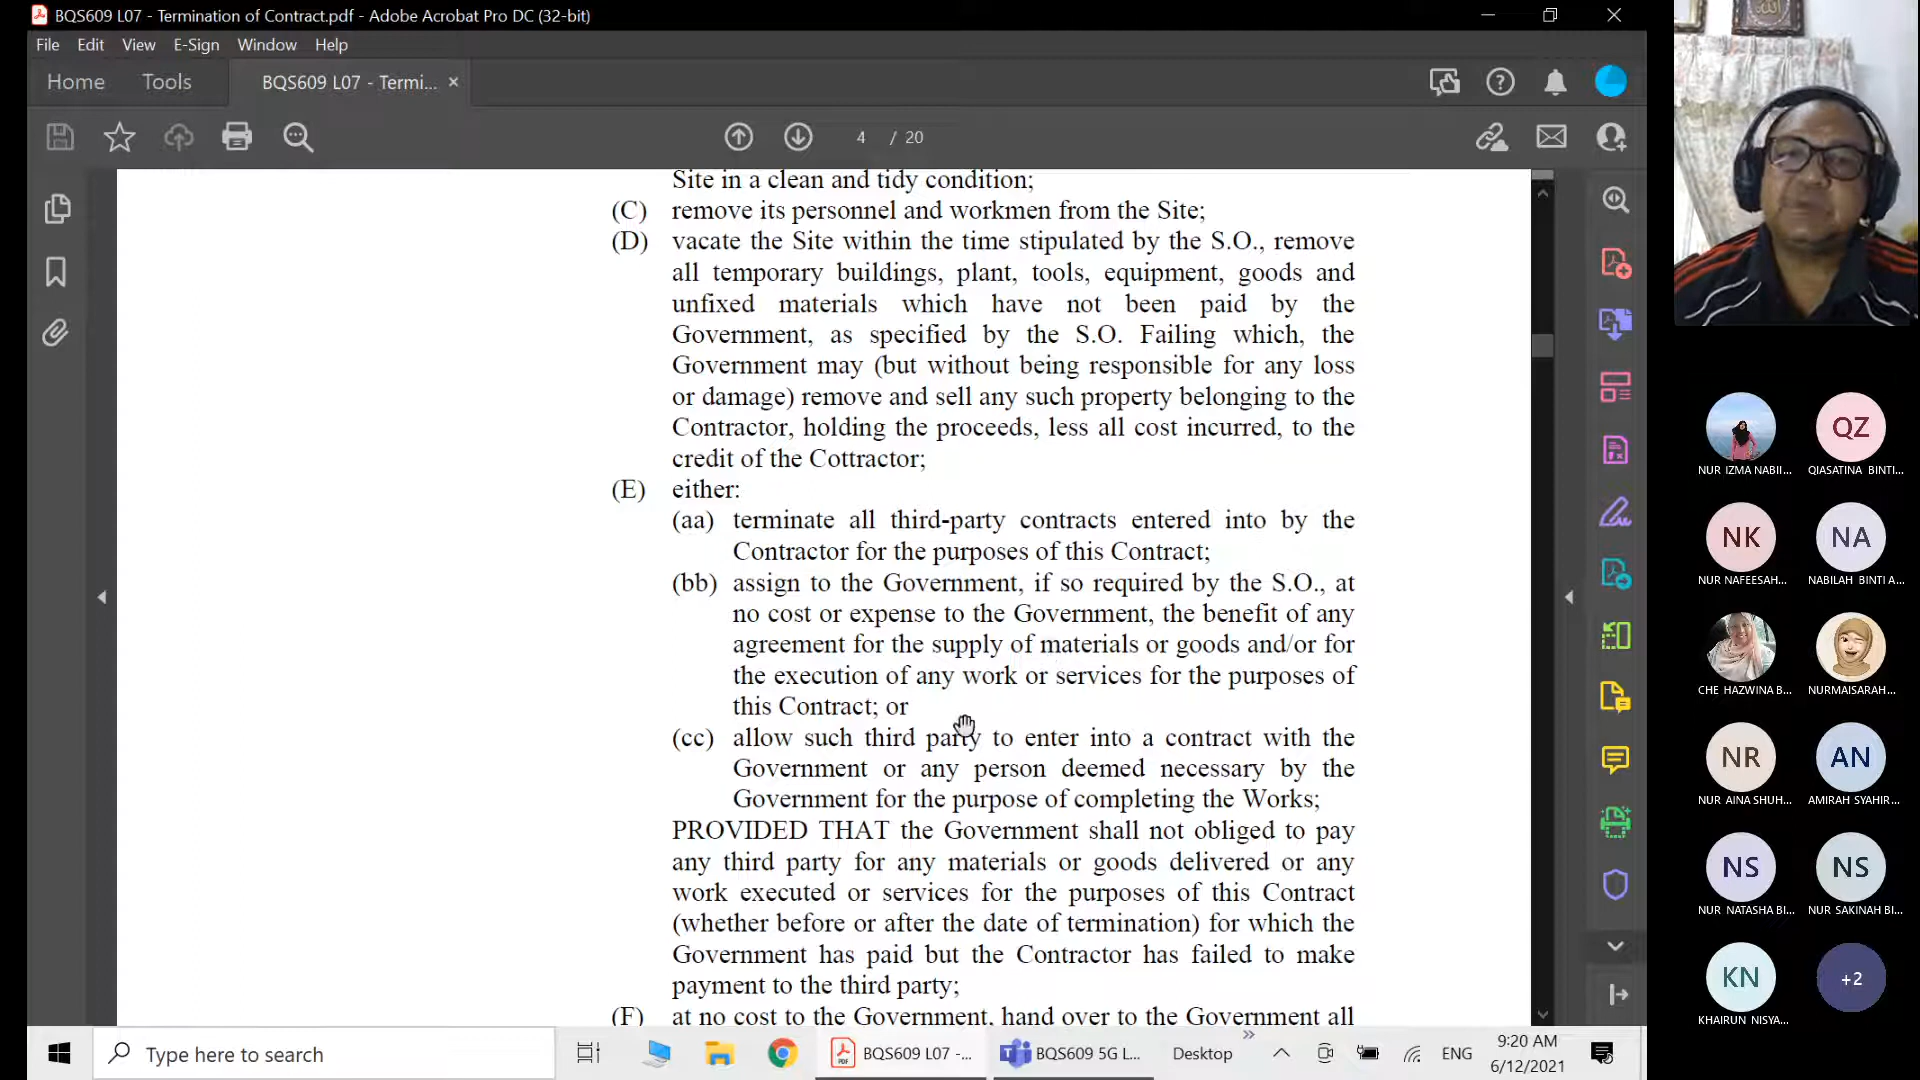 BQS609 L07 - Termination of Contract.pdf - Adobe Acrobat Pro DC (32-bit)
File Edit View E-Sign Window Help
Home Tools BQS609 L07 - Termi... ×
4 / 20
Site in a clean and tidy condition;
(C) remove its personnel and workmen from the Site;
(D) vacate the Site within the time stipulated by the S.O., remove
all temporary buildings, plant, tools, equipment, goods and
unfixed materials which have not been paid by the
Government, as specified by the S.O. Failing which, the
Government may (but without being responsible for any loss
or damage) remove and sell any such property belonging to the
Contractor, holding the proceeds, less all cost incurred, to the
credit of the Cottractor;
(E) either:
(aa) terminate all third-party contracts entered into by the
Contractor for the purposes of this Contract;
(bb) assign to the Government, if so required by the S.O., at
no cost or expense to the Government, the benefit of any
agreement for the supply of materials or goods and/or for
the execution of any work or services for the purposes of
this Contract; or
(cc) allow such third party to enter into a contract with the
Government or any person deemed necessary by the
Government for the purpose of completing the Works;
PROVIDED THAT the Government shall not obliged to pay
any third party for any materials or goods delivered or any
work executed or services for the purposes of this Contract
(whether before or after the date of termination) for which the
Government has paid but the Contractor has failed to make
payment to the third party;
(F) at no cost to the Government, hand over to the Government all
QZ
NUR IZMA NABII... QIASATINA BINTI...
NK NA
NUR NAFEESAH... NABILAH BINTI A...
CHE HAZWINA B... NURMAISARAH...
NR AN
NUR AINA SHUH... AMIRAH SYAHIR...
NS NS
NUR NATASHA BI... NUR SAKINAH BI...
KN +2
KHAIRUN NISYA...
Type here to search
BQS609 L07 -...
BQS609 5G L...
Desktop
ENG
9:20 AM
6/12/2021